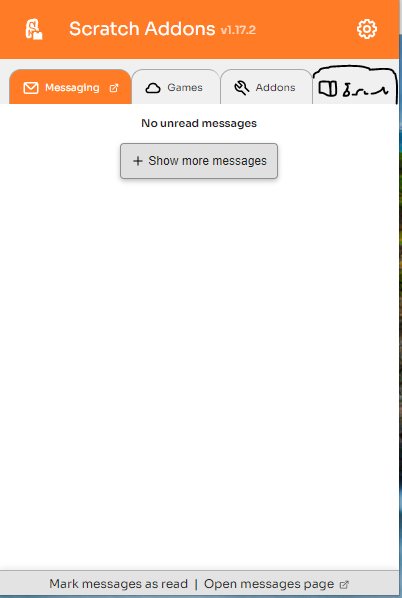 Scratch Addons v1.17.2
Messaging Games Addons
No unread messages
+ Show more messages
Mark messages as read | Open messages page